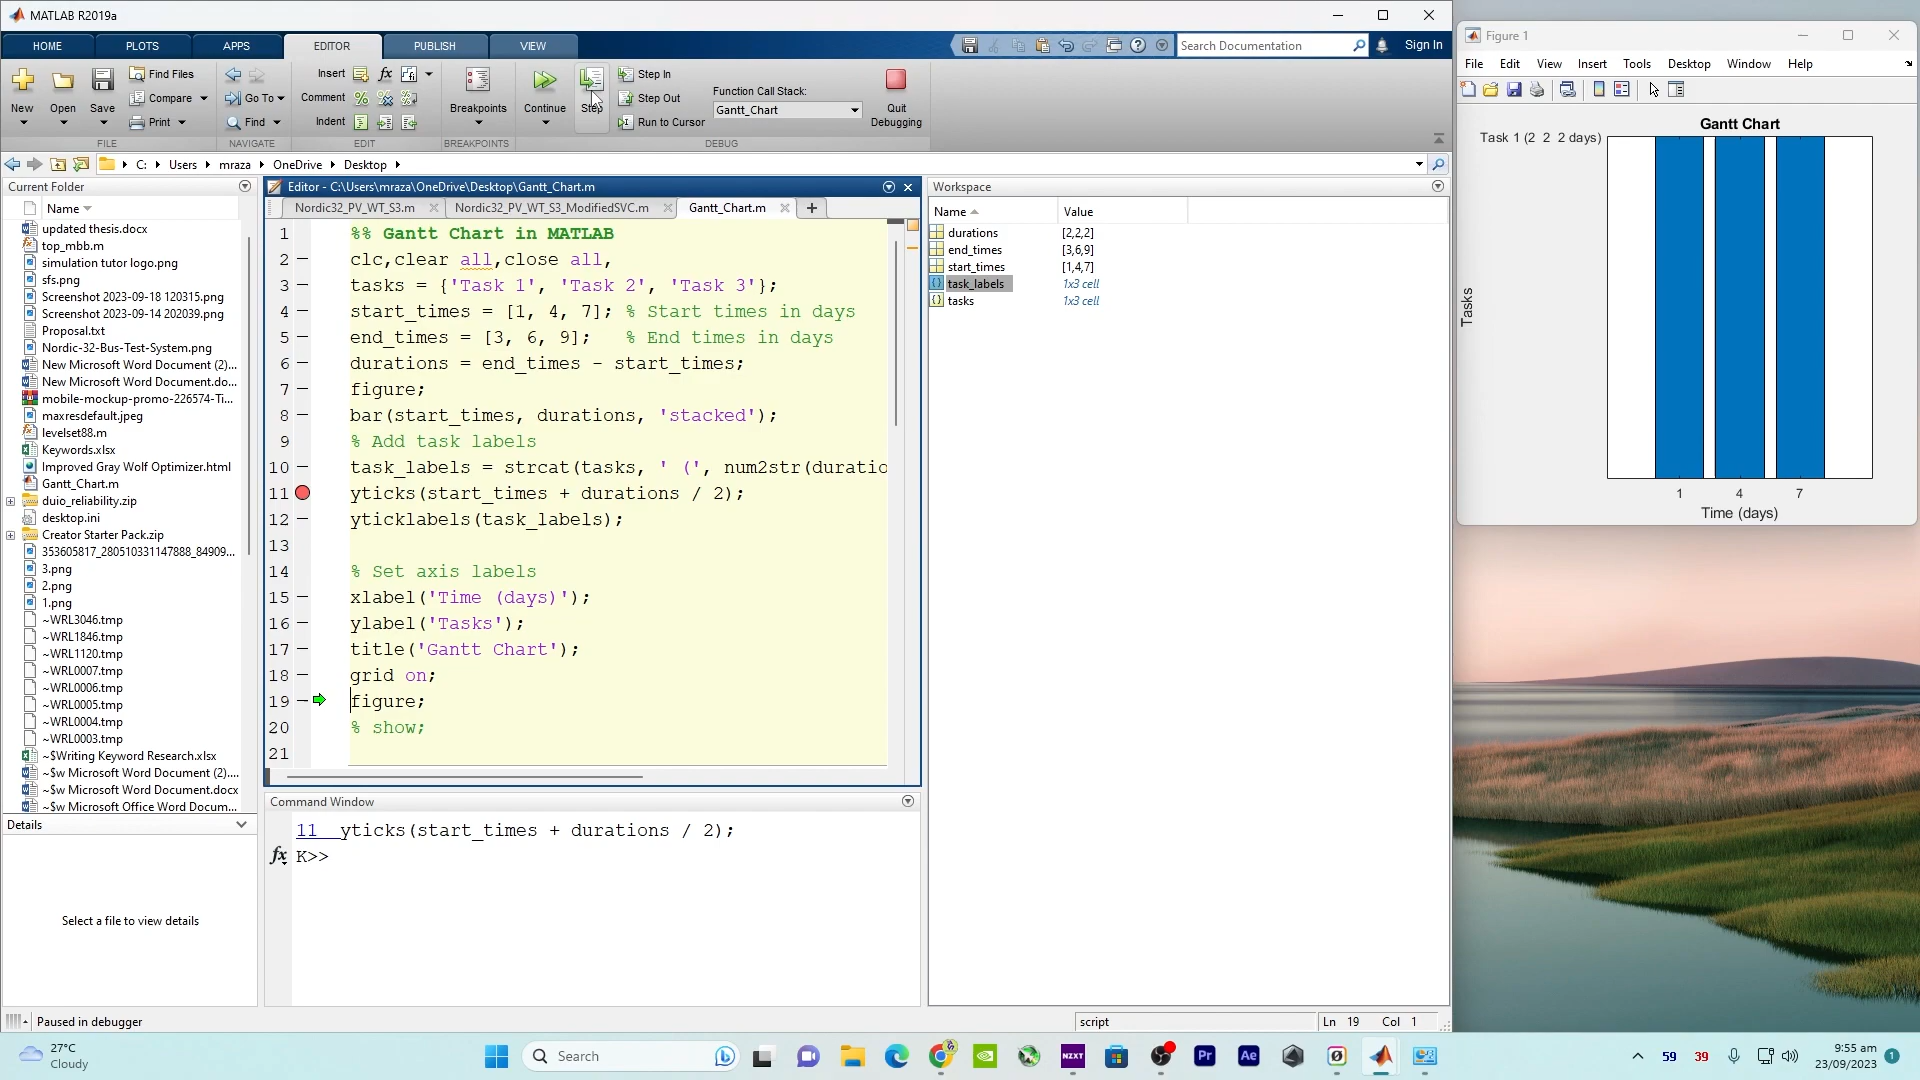 MATLAB R2019a
HOME PLOTS APPS EDITOR PUBLISH VIEW
Search Documentation
Sign In
New
Open
Save
Find Files
Compare
Print
FILE
Go To
Find
NAVIGATE
Insert
Comment
Indent
EDIT
Breakpoints
BREAKPOINTS
Continue
Step
Step In
Step Out
Run to Cursor
Function Call Stack:
Gantt_Chart
Quit
Debugging
DEBUG
C: Users mraza OneDrive Desktop
Current Folder
Name
updated thesis.docx
top_mbb.m
simulation tutor logo.png
sfs.png
Screenshot 2023-09-18 120315.png
Screenshot 2023-09-14 202039.png
Proposal.txt
Nordic-32-Bus-Test-System.png
New Microsoft Word Document (2)...
New Microsoft Word Document.do...
mobile-mockup-promo-226574-Ti...
maxresdefault.jpeg
levelset88.m
Keywords.xlsx
Improved Gray Wolf Optimizer.html
Gantt_Chart.m
duio_reliability.zip
desktop.ini
Creator Starter Pack.zip
353605817_280510331147888_84909...
3.png
2.png
1.png
~WRL3046.tmp
~WRL1846.tmp
~WRL1120.tmp
~WRL0007.tmp
~WRL0006.tmp
~WRL0005.tmp
~WRL0004.tmp
~WRL0003.tmp
~$Writing Keyword Research.xlsx
~$w Microsoft Word Document (2)....
~$w Microsoft Word Document.docx
~$w Microsoft Office Word Docum...
Details
Select a file to view details
Editor - C:\Users\mraza\OneDrive\Desktop\Gantt_Chart.m
Nordic32_PV_WT_S3.m Nordic32_PV_WT_S3_ModifiedSVC.m Gantt_Chart.m
1 %% Gantt Chart in MATLAB
2 clc,clear all,close all,
3 tasks = {'Task 1', 'Task 2', 'Task 3'};
4 start_times = [1, 4, 7]; % Start times in days
5 end_times = [3, 6, 9];   % End times in days
6 durations = end_times - start_times;
7 figure;
8 bar(start_times, durations, 'stacked');
9 % Add task labels
10 task_labels = strcat(tasks, ' (', num2str(duratio
11 yticks(start_times + durations / 2);
12 yticklabels(task_labels);
13
14 % Set axis labels
15 xlabel('Time (days)');
16 ylabel('Tasks');
17 title('Gantt Chart');
18 grid on;
19 figure;
20 % show;
21
Command Window
11 yticks(start_times + durations / 2);
fx K>>
Workspace
Name Value
durations [2,2,2]
end_times [3,6,9]
start_times [1,4,7]
task_labels 1x3 cell
tasks 1x3 cell
Paused in debugger
script
Ln 19 Col 1
Figure 1
File Edit View Insert Tools Desktop Window Help
Gantt Chart
Task 1 (2  2  2 days)
Tasks
1 4 7
Time (days)
27°C
Cloudy
Search
NZXT
Pr
Ae
59
39
9:55 am
23/09/2023
1